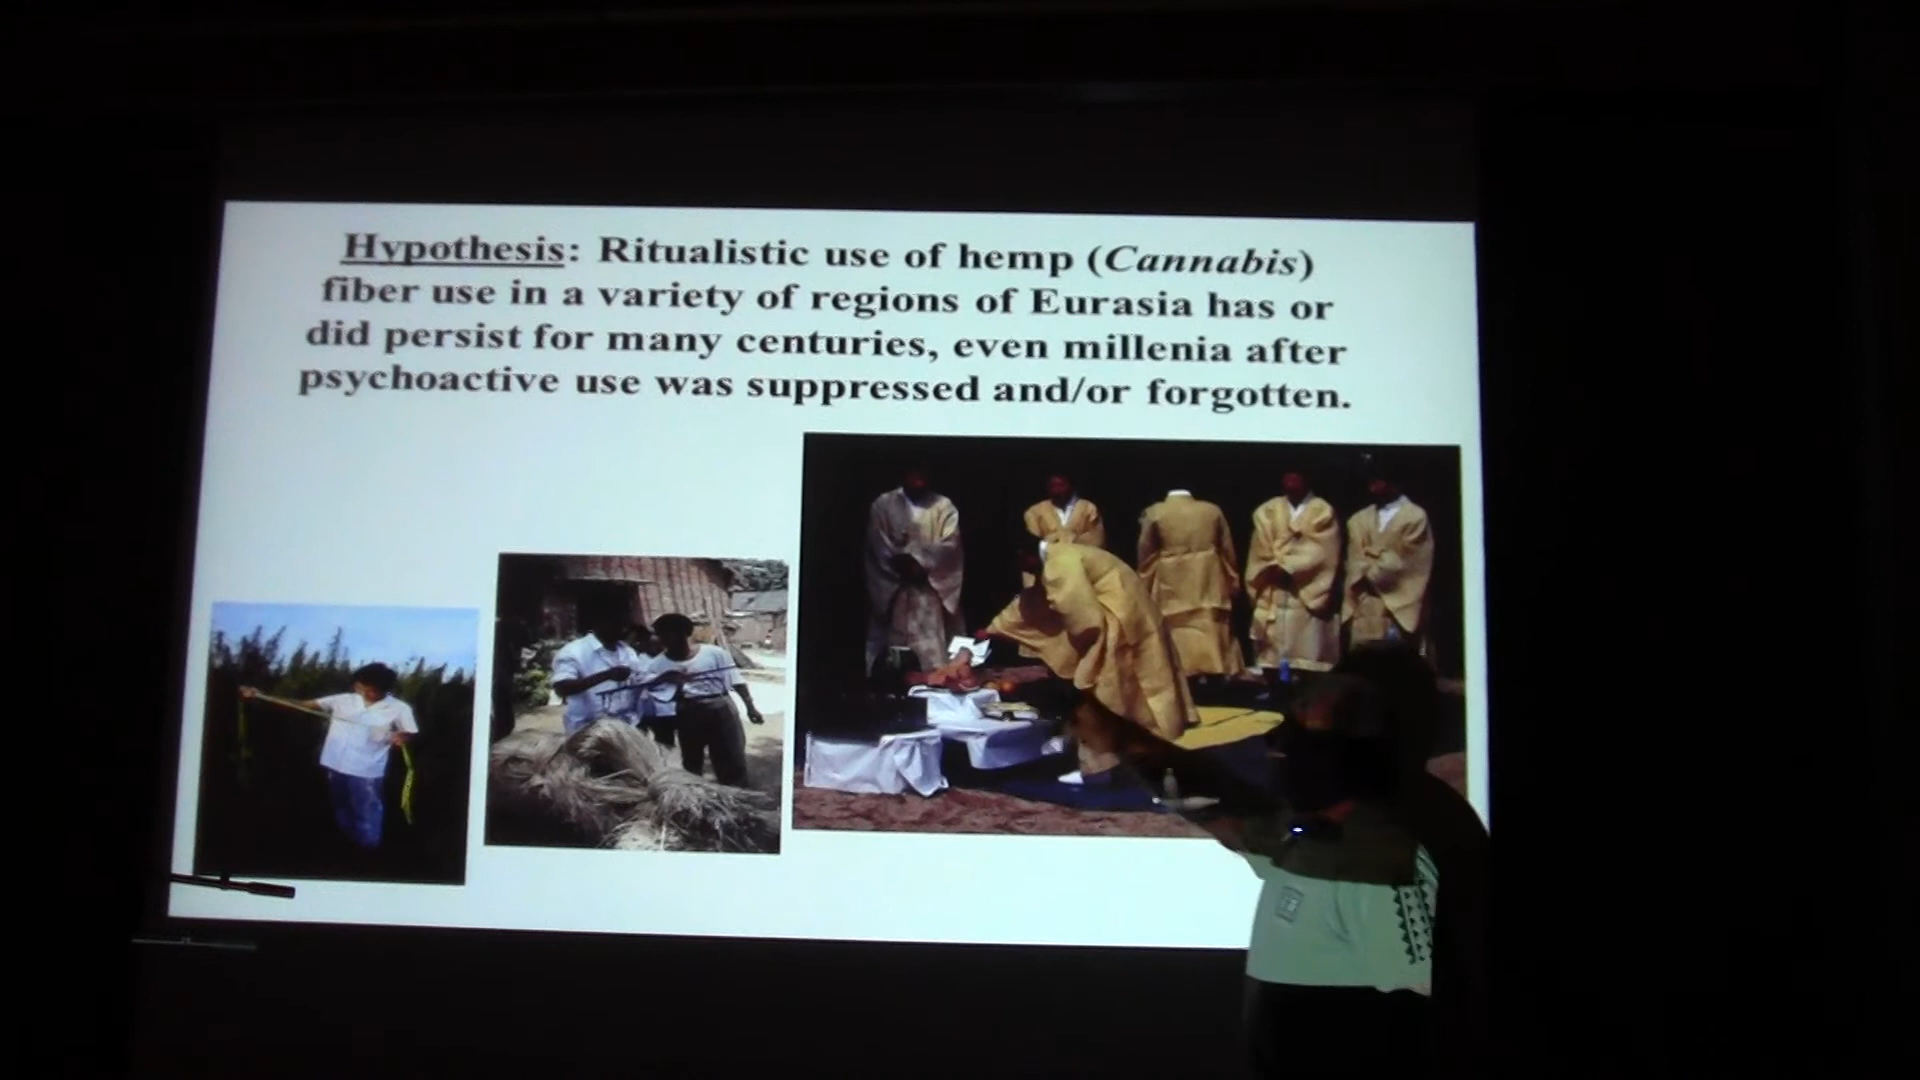 Hypothesis: Ritualistic use of hemp (Cannabis)
fiber use in a variety of regions of Eurasia has or
did persist for many centuries, even millenia after
psychoactive use was suppressed and/or forgotten.